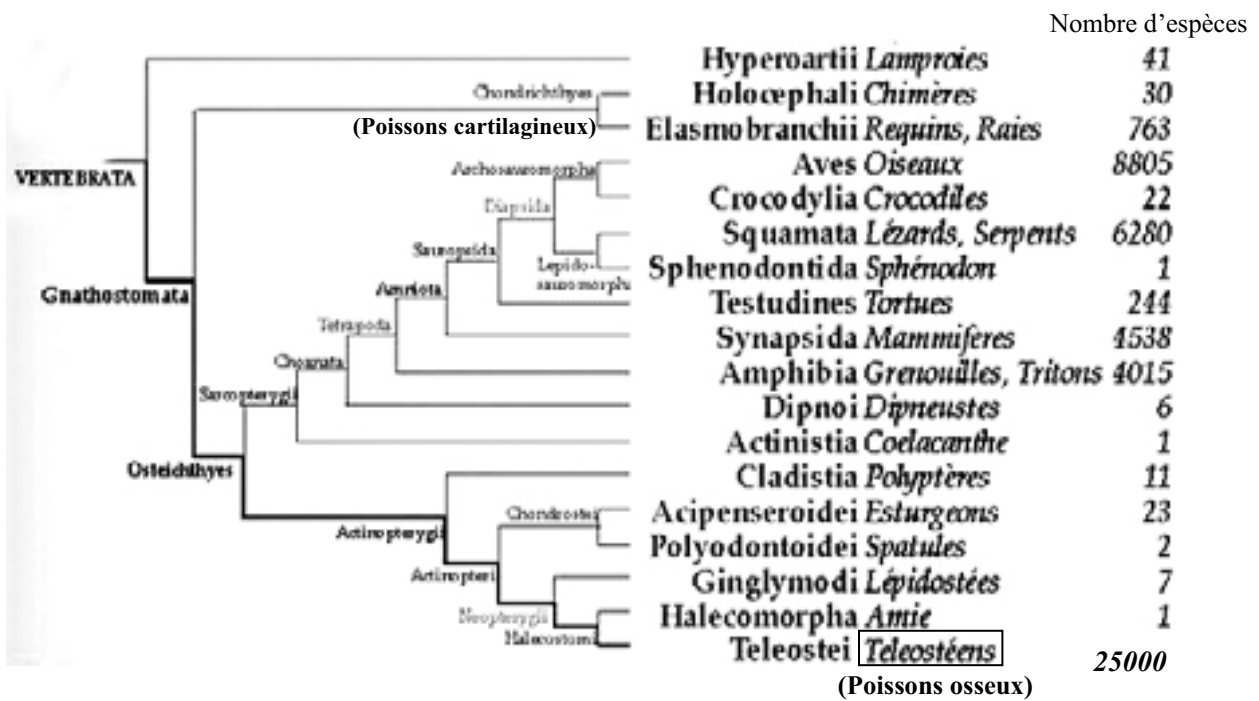 Nombre d'espèces
Hyperoartii Lamproies 41
Chondrichthyes
Holocephali Chimères 30
(Poissons cartilagineux)
Elasmobranchii Requins, Raies 763
Archosauromorpha
Aves Oiseaux 8805
VERTEBRATA
Crocodylia Crocodiles 22
Diapsida
Squamata Lézards, Serpents 6280
Sauropsida
Lepido-
sauromorpha
Sphenodontida Sphénodon 1
Gnathostomata
Amniota
Testudines Tortues 244
Tetrapoda
Synapsida Mammiferes 4538
Choanata
Amphibia Grenouilles, Tritons 4015
Sarcopterygii
Dipnoi Dipneustes 6
Actinistia Coelacanthe 1
Osteichthyes
Cladistia Polyptères 11
Chondrostei
Acipenseroidei Esturgeons 23
Actinopterygii
Polyodontoidei Spatules 2
Actinopteri
Ginglymodi Lépidostées 7
Neopterygii
Halecomorpha Amie 1
Halecostomi
Teleostei Teleostéens 25000
(Poissons osseux)